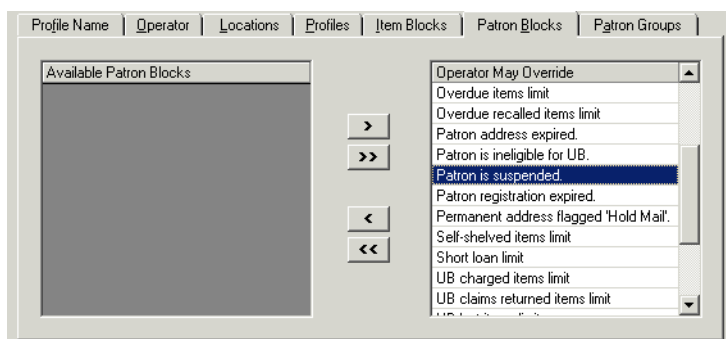 Profile Name Operator Locations Profiles Item Blocks Patron Blocks Patron Groups
Available Patron Blocks
>
>>
<
<<
Operator May Override
Overdue items limit
Overdue recalled items limit
Patron address expired.
Patron is ineligible for UB.
Patron is suspended.
Patron registration expired.
Permanent address flagged 'Hold Mail'.
Self-shelved items limit
Short loan limit
UB charged items limit
UB claims returned items limit